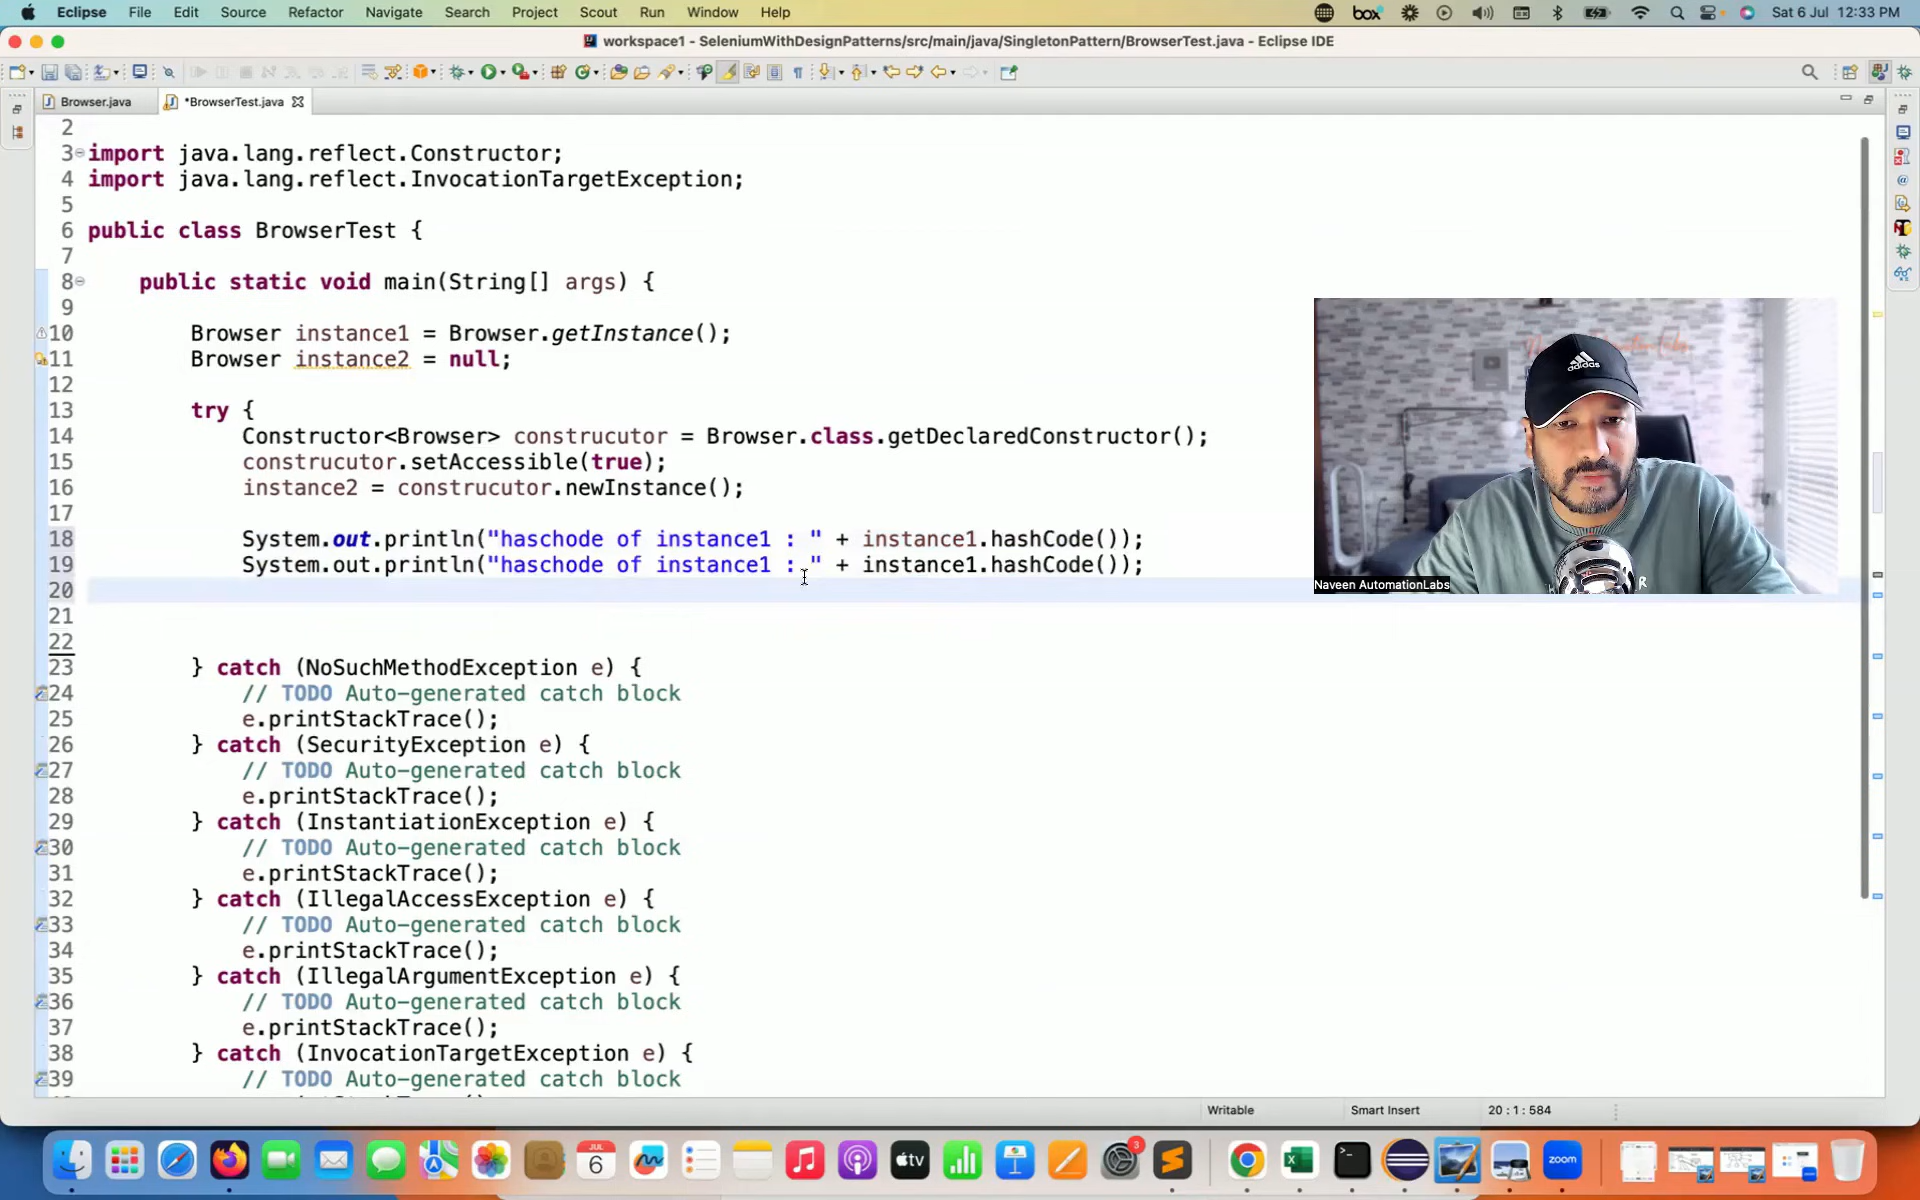 Eclipse File Edit Source Refactor Navigate Search Project Scout Run Window Help box Sat 6 Jul 12:33 PM
workspace1 - SeleniumWithDesignPatterns/src/main/java/SingletonPattern/BrowserTest.java - Eclipse IDE
Browser.java *BrowserTest.java
2
3 import java.lang.reflect.Constructor;
4 import java.lang.reflect.InvocationTargetException;
5
6 public class BrowserTest {
7
8 public static void main(String[] args) {
9
10 Browser instance1 = Browser.getInstance();
11 Browser instance2 = null;
12
13 try {
14 Constructor<Browser> construcutor = Browser.class.getDeclaredConstructor();
15 construcutor.setAccessible(true);
16 instance2 = construcutor.newInstance();
17
18 System.out.println("haschode of instance1 : " + instance1.hashCode());
19 System.out.println("haschode of instance1 : " + instance1.hashCode());
20
21
22
23 } catch (NoSuchMethodException e) {
24 // TODO Auto-generated catch block
25 e.printStackTrace();
26 } catch (SecurityException e) {
27 // TODO Auto-generated catch block
28 e.printStackTrace();
29 } catch (InstantiationException e) {
30 // TODO Auto-generated catch block
31 e.printStackTrace();
32 } catch (IllegalAccessException e) {
33 // TODO Auto-generated catch block
34 e.printStackTrace();
35 } catch (IllegalArgumentException e) {
36 // TODO Auto-generated catch block
37 e.printStackTrace();
38 } catch (InvocationTargetException e) {
39 // TODO Auto-generated catch block
adidas
Naveen AutomationLabs
Writable Smart Insert 20 : 1 : 584
JUL
6
tv
3
zoom